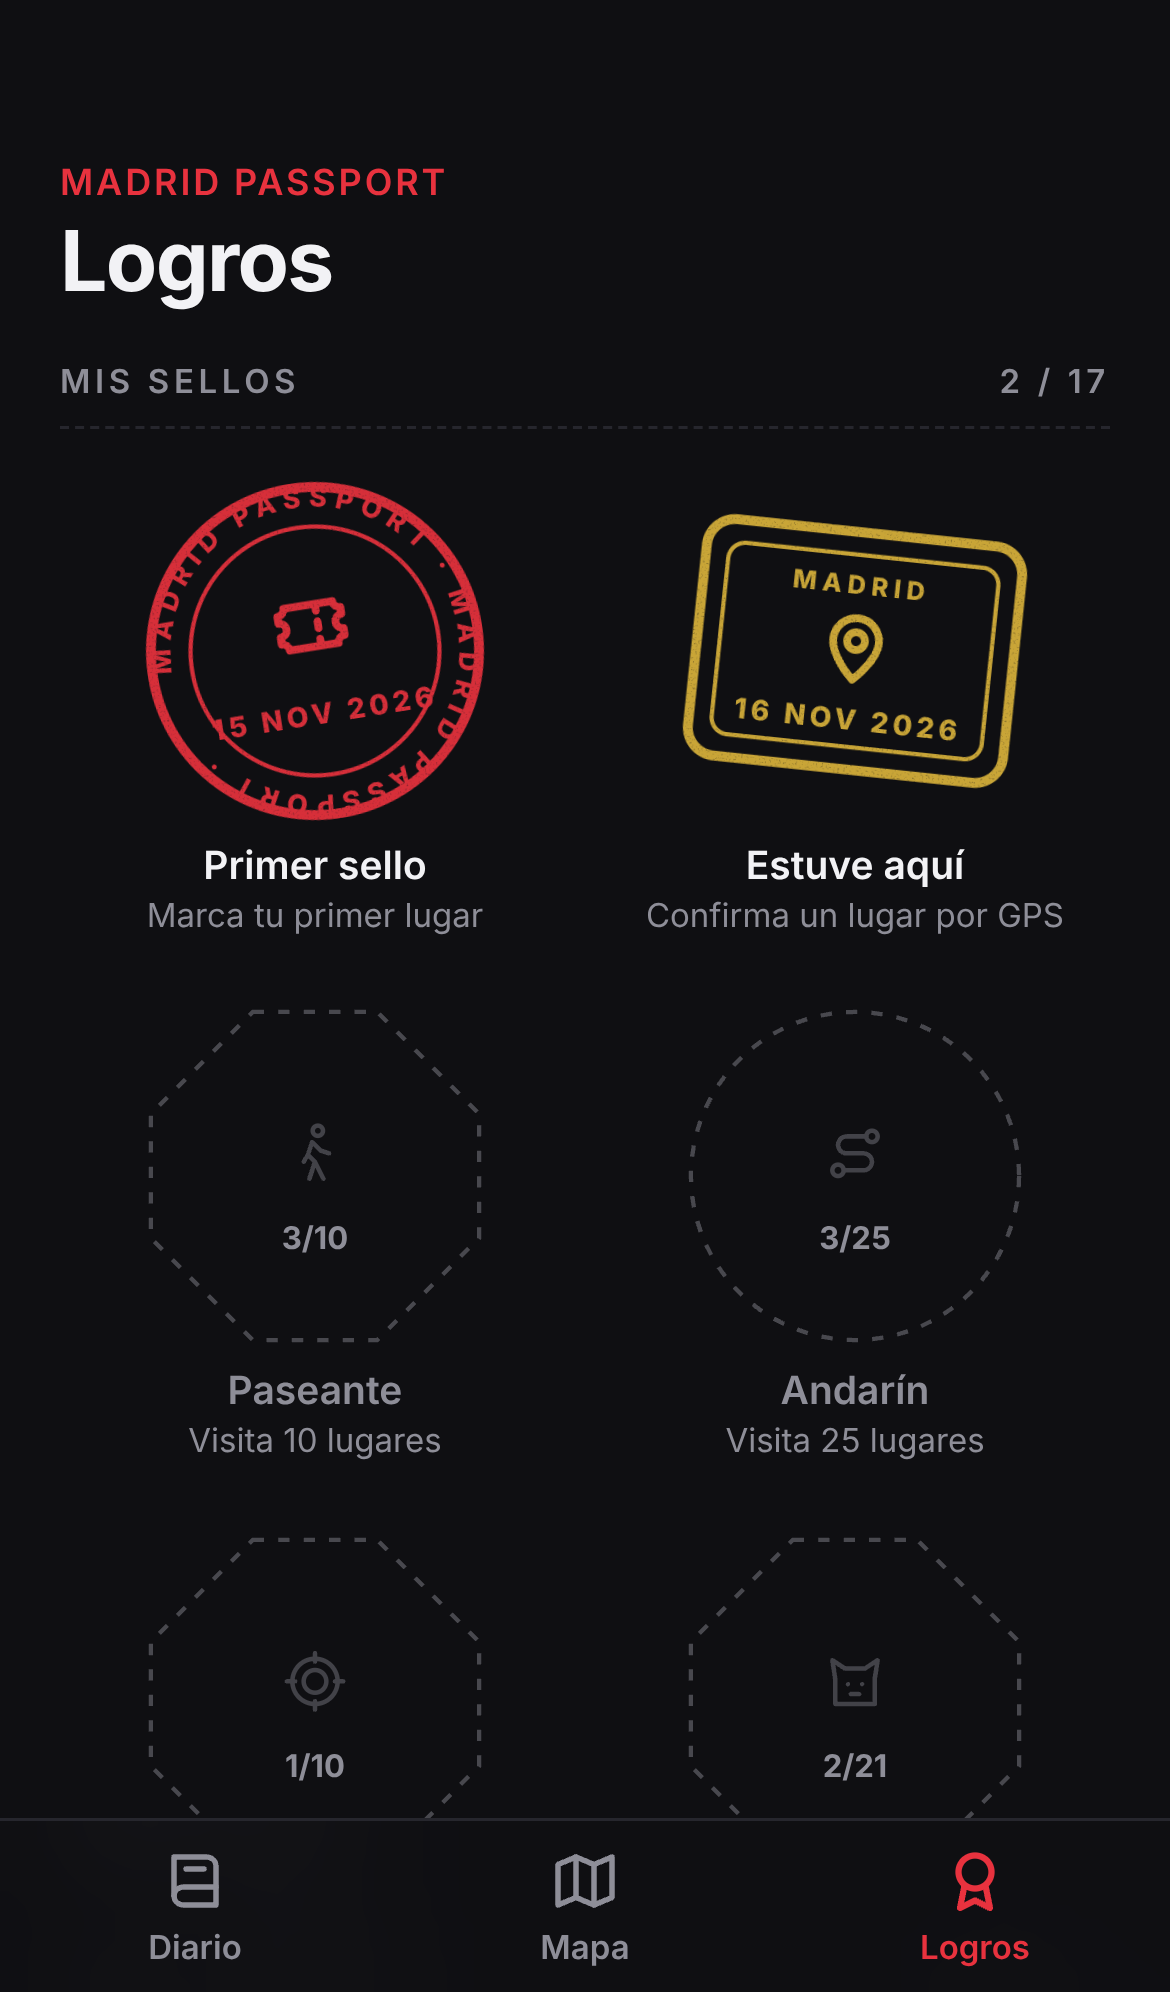 MADRID PASSPORT
Logros
MIS SELLOS 2 / 17
MADRID PASSPORT · MADRID PASSPORT ·
15 NOV 2026
MADRID
16 NOV 2026
Primer sello
Marca tu primer lugar
Estuve aquí
Confirma un lugar por GPS
3/10
3/25
Paseante
Visita 10 lugares
Andarín
Visita 25 lugares
1/10
2/21
Diario
Mapa
Logros